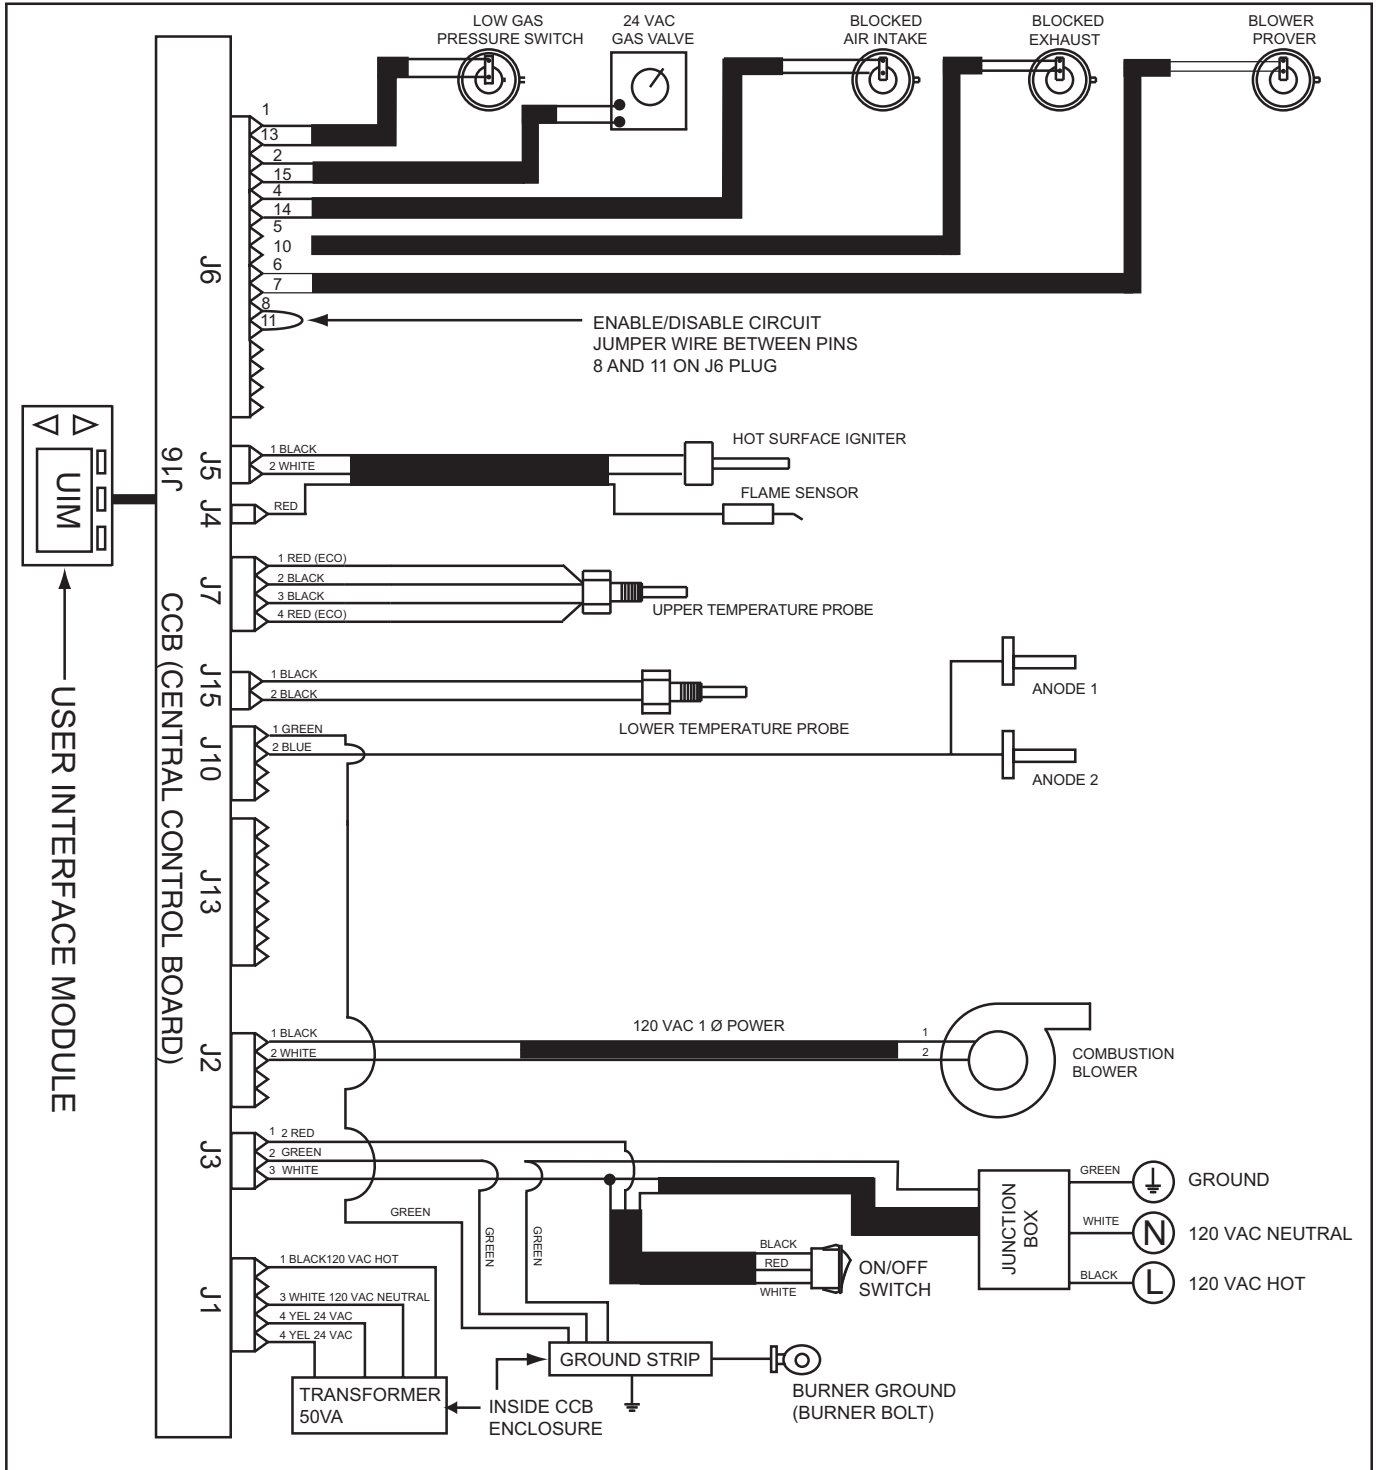 LOW GAS
PRESSURE SWITCH
24 VAC
GAS VALVE
BLOCKED
AIR INTAKE
BLOCKED
EXHAUST
BLOWER
PROVER
1
13
2
15
4
14
5
10
6
7
8
11
J6
ENABLE/DISABLE CIRCUIT
JUMPER WIRE BETWEEN PINS
8 AND 11 ON J6 PLUG
UIM
USER INTERFACE MODULE
J16
CCB (CENTRAL CONTROL BOARD)
J5
1 BLACK
2 WHITE
HOT SURFACE IGNITER
J4
RED
FLAME SENSOR
J7
1 RED (ECO)
2 BLACK
3 BLACK
4 RED (ECO)
UPPER TEMPERATURE PROBE
J15
1 BLACK
2 BLACK
LOWER TEMPERATURE PROBE
ANODE 1
J10
1 GREEN
2 BLUE
ANODE 2
J13
J2
1 BLACK
2 WHITE
120 VAC 1 Ø POWER
1
2
COMBUSTION
BLOWER
J3
1 2 RED
2 GREEN
3 WHITE
GREEN
GREEN
GREEN
BLACK
RED
WHITE
ON/OFF
SWITCH
JUNCTION
BOX
GREEN
GROUND
WHITE
N
120 VAC NEUTRAL
BLACK
L
120 VAC HOT
J1
1 BLACK120 VAC HOT
3 WHITE 120 VAC NEUTRAL
4 YEL 24 VAC
4 YEL 24 VAC
TRANSFORMER
50VA
INSIDE CCB
ENCLOSURE
GROUND STRIP
BURNER GROUND
(BURNER BOLT)